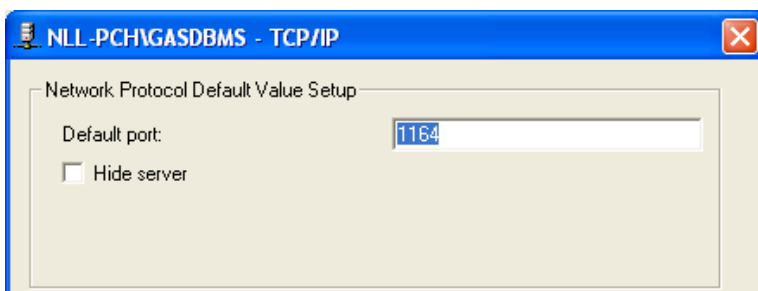 NLL-PCH\GASDBMS - TCP/IP
Network Protocol Default Value Setup
Default port: 1164
Hide server